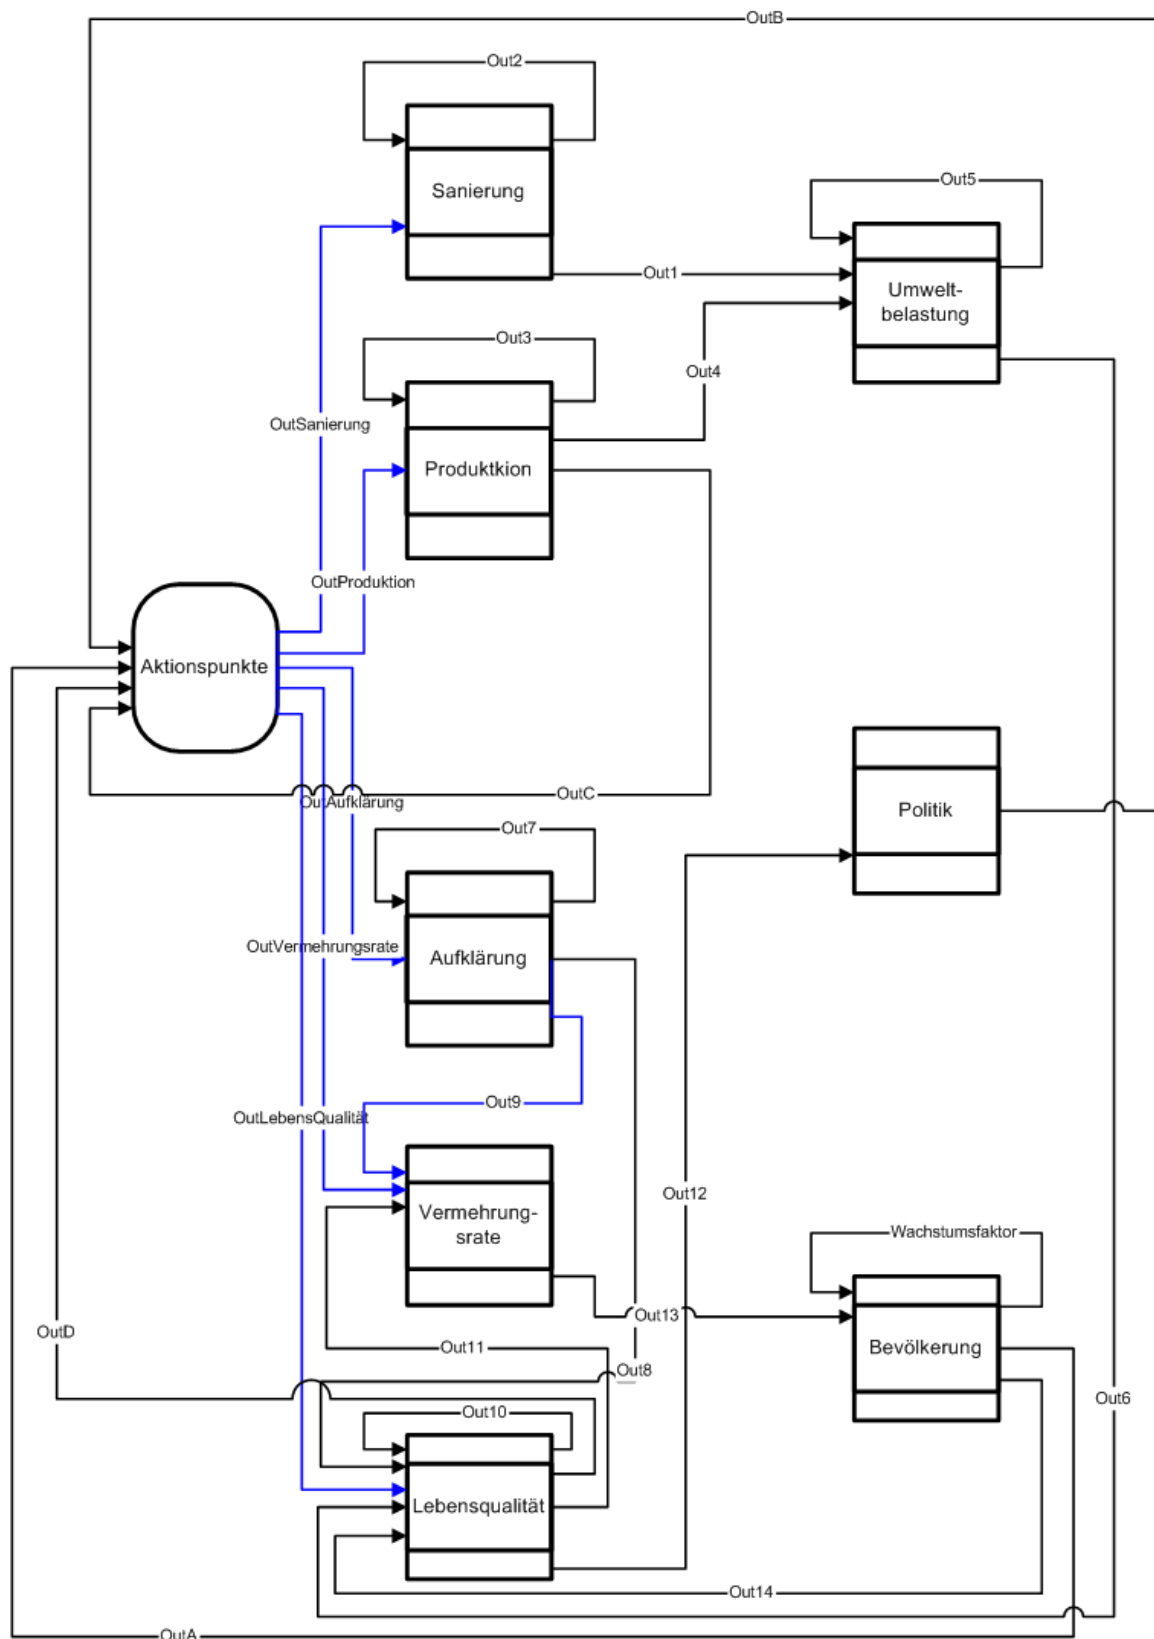 OutB
Out2
Sanierung
Out5
Out1
Umwelt-
belastung
Out3
Out4
OutSanierung
Produktkion
OutProduktion
Aktionspunkte
OutC
OutAufklärung
Politik
Out7
OutVermehrungsrate
Aufklärung
Out9
OutLebensQualität
Out12
Vermehrung-
srate
Wachstumsfaktor
Out13
OutD
Out11
Bevölkerung
Out8
Out6
Out10
Lebensqualität
Out14
OutA